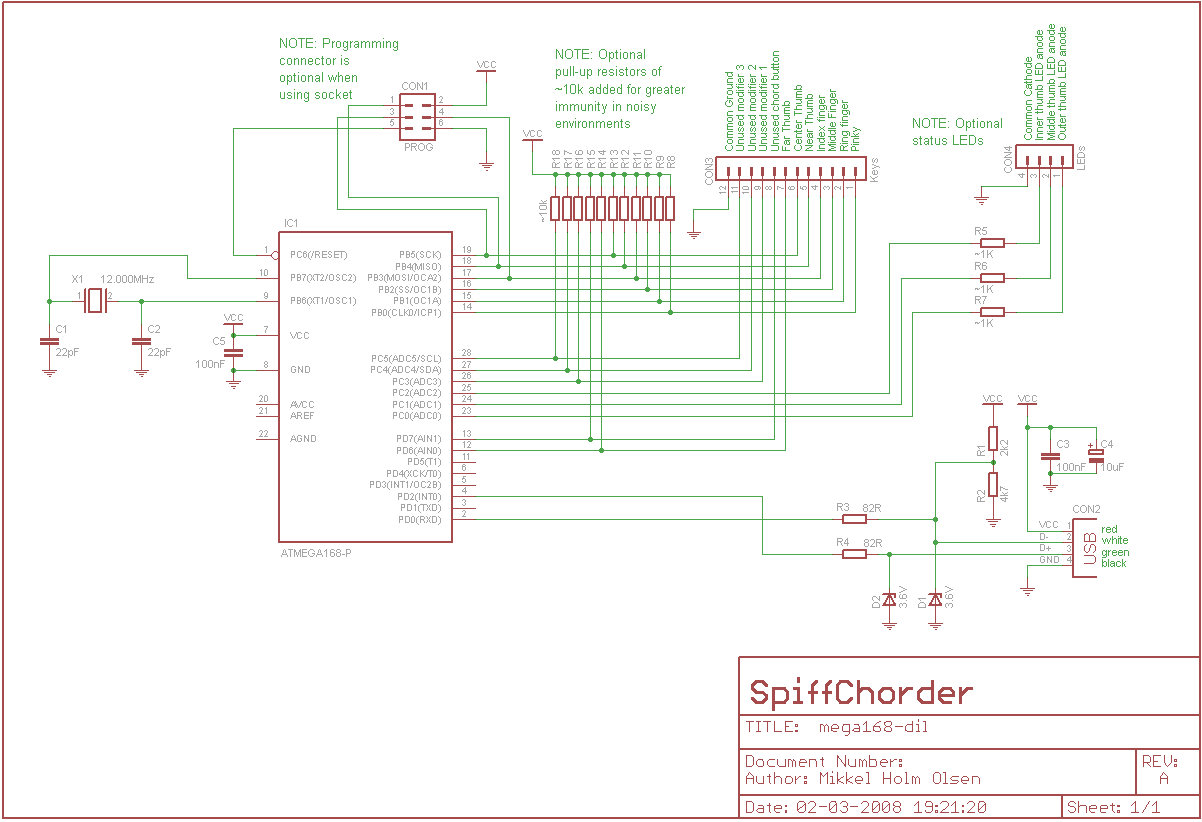 NOTE: Programming
connector is
optional when
using socket
NOTE: Optional
pull-up resistors of
~10k added for greater
immunity in noisy
environments
NOTE: Optional
status LEDs
VCC
CON1
1
2
3
4
5
6
PROG
VCC
R18
R17
R16
R15
R14
R13
R12
R11
R10
R9
R8
~10k
Common Ground
Unused modifier 3
Unused modifier 2
Unused modifier 1
Unused chord button
Far Thumb
Center Thumb
Near Thumb
Index finger
Middle Finger
Ring finger
Pinky
CON3
Keys
12
11
10
9
8
7
6
5
4
3
2
1
Common Cathode
Inner thumb LED anode
Middle thumb LED anode
Outer thumb LED anode
CON4
LEDs
4
3
2
1
R5
~1K
R6
~1K
R7
~1K
IC1
1
PC6(/RESET)
10
PB7(XT2/OSC2)
9
PB6(XT1/OSC1)
7
VCC
8
GND
20
AVCC
21
AREF
22
AGND
PB5(SCK)
19
PB4(MISO)
18
PB3(MOSI/OCA2)
17
PB2(SS/OC1B)
16
PB1(OC1A)
15
PB0(CLK0/ICP1)
14
PC5(ADC5/SCL)
28
PC4(ADC4/SDA)
27
PC3(ADC3)
26
PC2(ADC2)
25
PC1(ADC1)
24
PC0(ADC0)
23
PD7(AIN1)
13
PD6(AIN0)
12
PD5(T1)
11
PD4(XCK/T0)
6
PD3(INT1/OC2B)
5
PD2(INT0)
4
PD1(TXD)
3
PD0(RXD)
2
ATMEGA168-P
X1
12.000MHz
1
2
C1
22pF
C2
22pF
VCC
C5
100nF
VCC
VCC
R1
2k2
R2
4k7
C3
100nF
+
C4
10uF
R3
82R
R4
82R
D2
3.6V
D1
3.6V
CON2
VCC
1
D-
2
D+
3
GND
4
USB
red
white
green
black
SpiffChorder
TITLE: mega168-dil
Document Number:
Author: Mikkel Holm Olsen
REV:
A
Date: 02-03-2008 19:21:20
Sheet: 1/1